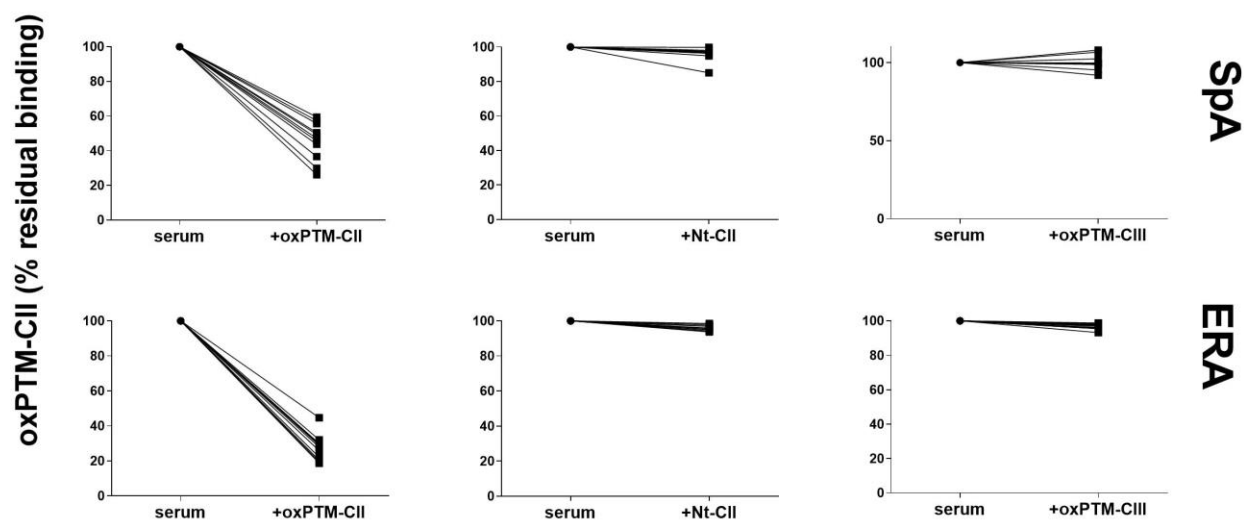 oxPTM-CII (% residual binding)
SpA
100
80
60
40
20
0
serum
+oxPTM-CII
100
80
60
40
20
0
serum
+Nt-CII
100
50
0
serum
+oxPTM-CIII
ERA
100
80
60
40
20
0
serum
+oxPTM-CII
100
80
60
40
20
0
serum
+Nt-CII
100
80
60
40
20
0
serum
+oxPTM-CIII